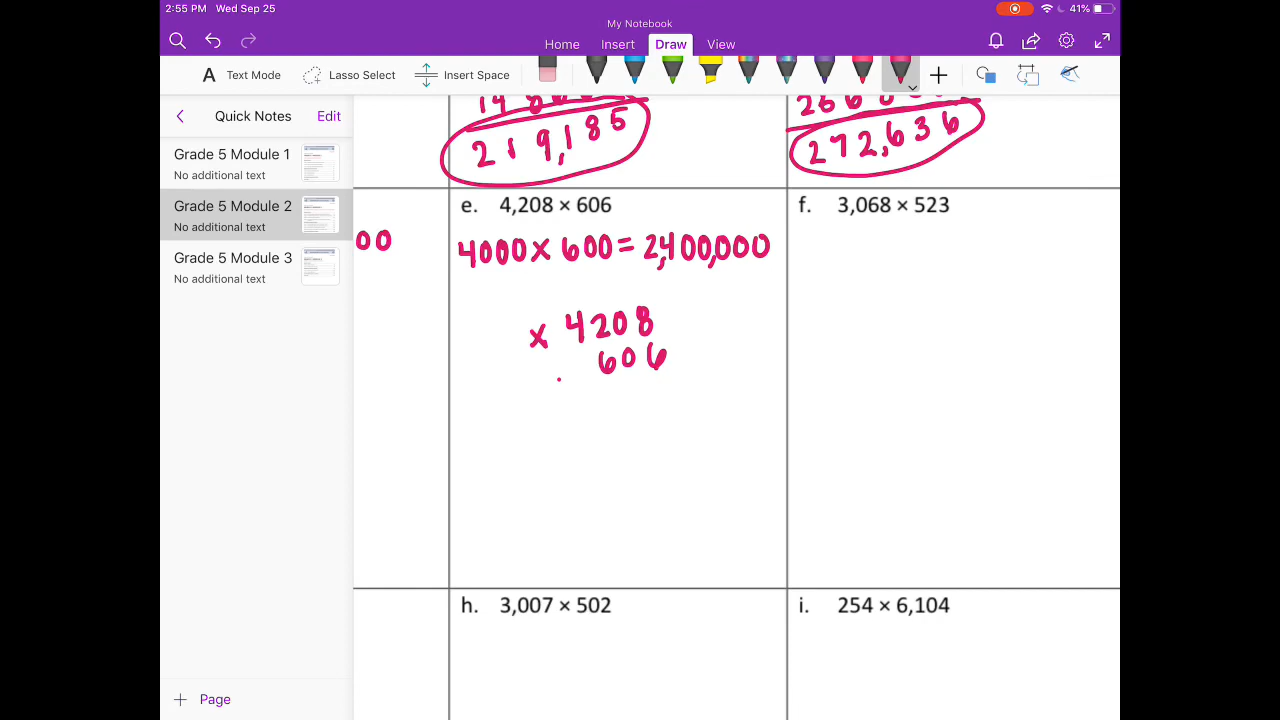 2:55 PM Wed Sep 25
41%
My Notebook
Home Insert Draw View
Text Mode Lasso Select Insert Space
Quick Notes Edit
Grade 5 Module 1
No additional text
Grade 5 Module 2
No additional text
Grade 5 Module 3
No additional text
Page
219,185
272,636
00
e. 4,208 × 606
4000 x 600 = 2,400,000
x 4208
606
f. 3,068 × 523
h. 3,007 × 502
i. 254 × 6,104